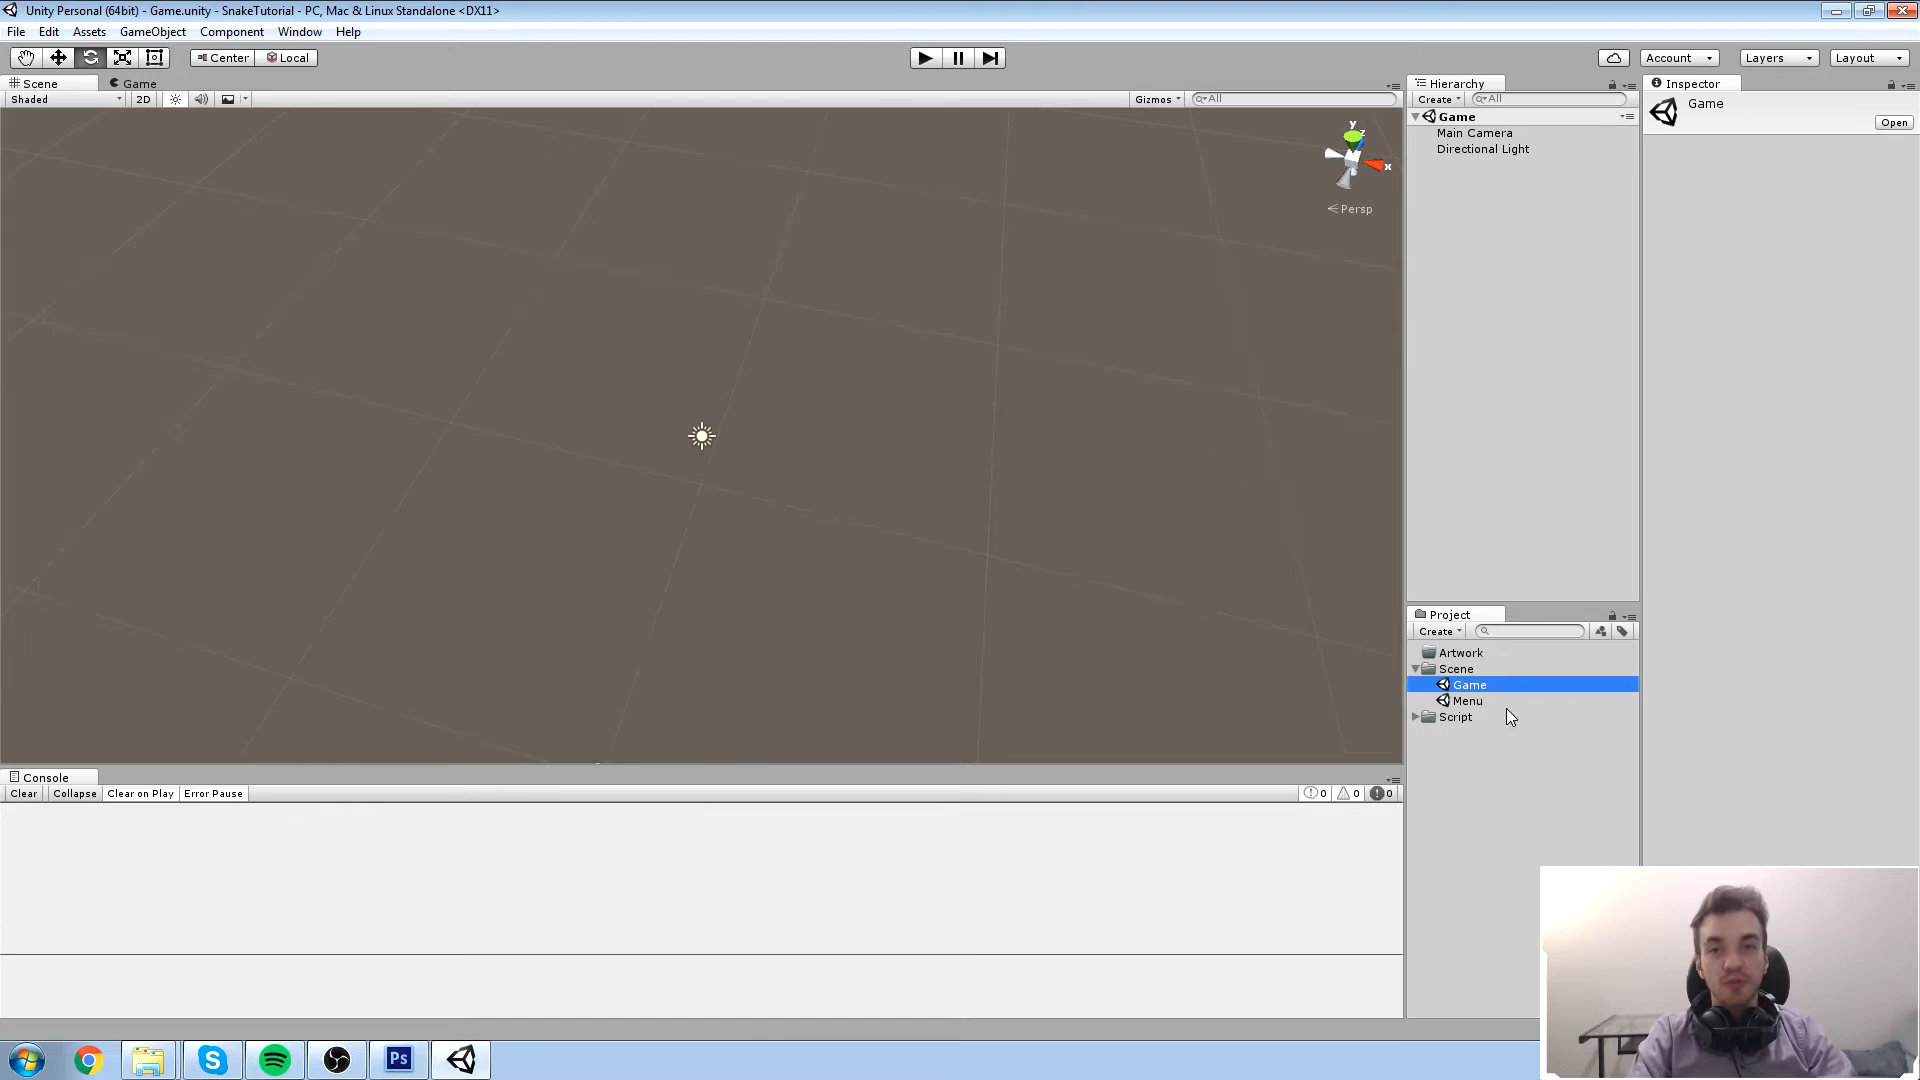 Unity Personal (64bit) - Game.unity - SnakeTutorial - PC, Mac & Linux Standalone <DX11>
File Edit Assets GameObject Component Window Help
Center Local Account Layers Layout
Scene Game
Shaded 2D Gizmos All
y
z
x
Persp
Hierarchy
Create All
Game
Main Camera
Directional Light
Inspector
Game
Open
Project
Create
Artwork
Scene
Game
Menu
Script
Console
Clear Collapse Clear on Play Error Pause 0 0 0
Ps